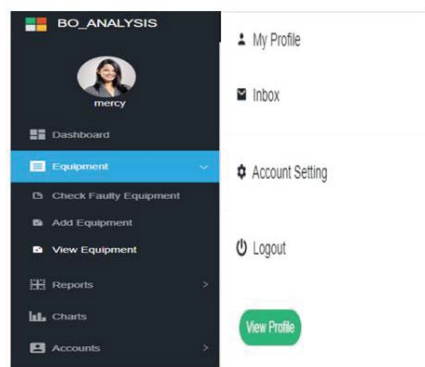 BO_ANALYSIS
mercy
Dashboard
Equipment
Check Faulty Equipment
Add Equipment
View Equipment
Reports
Charts
Accounts
My Profile
Inbox
Account Setting
Logout
View Profile